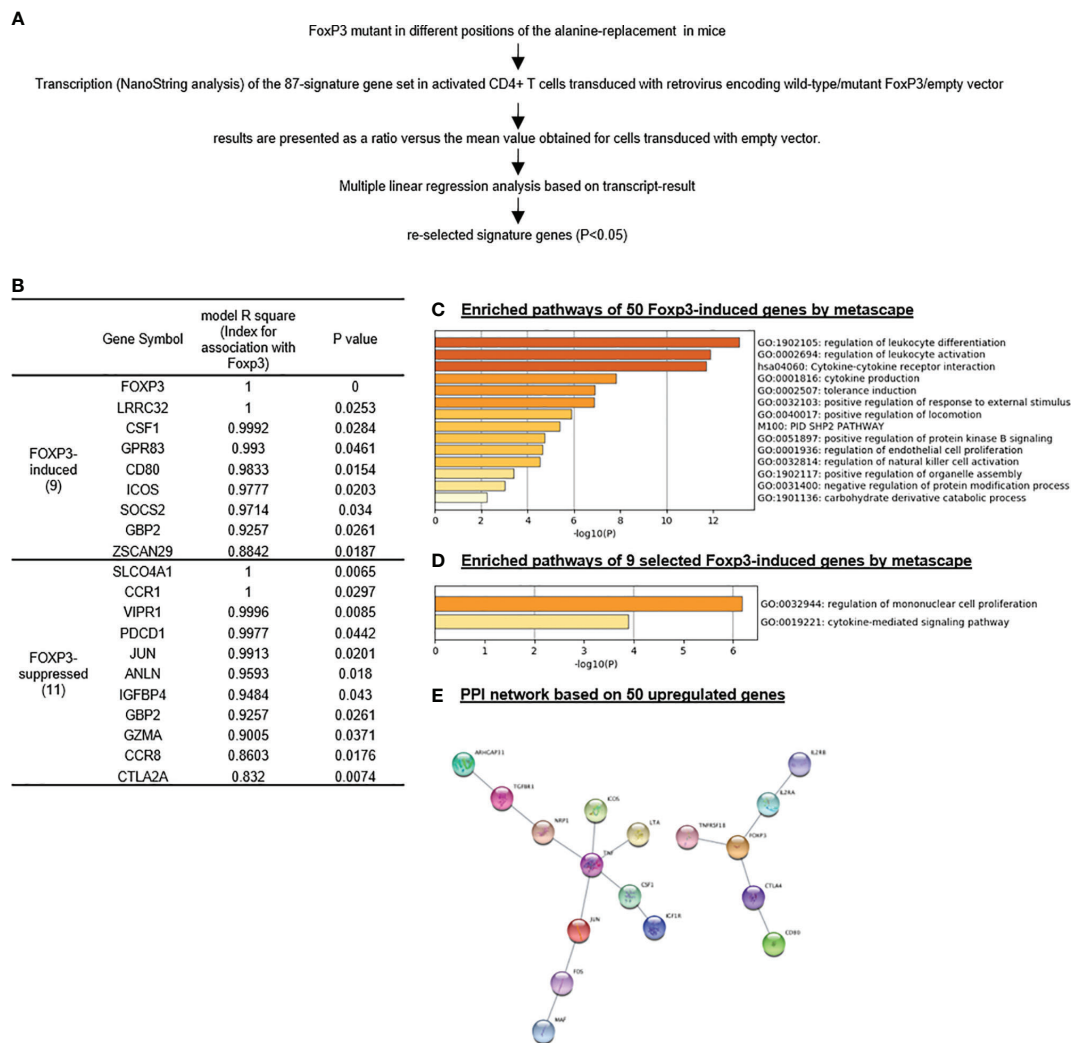 A
FoxP3 mutant in different positions of the alanine-replacement in mice
Transcription (NanoString analysis) of the 87-signature gene set in activated CD4+ T cells transduced with retrovirus encoding wild-type/mutant FoxP3/empty vector
results are presented as a ratio versus the mean value obtained for cells transduced with empty vector.
Multiple linear regression analysis based on transcript-result
re-selected signature genes (P<0.05)
B
Gene Symbol
model R square
(Index for
association with
Foxp3)
P value
FOXP3-
induced
(9)
FOXP3 1 0
LRRC32 1 0.0253
CSF1 0.9992 0.0284
GPR83 0.993 0.0461
CD80 0.9833 0.0154
ICOS 0.9777 0.0203
SOCS2 0.9714 0.034
GBP2 0.9257 0.0261
ZSCAN29 0.8842 0.0187
FOXP3-
suppressed
(11)
SLCO4A1 1 0.0065
CCR1 1 0.0297
VIPR1 0.9996 0.0085
PDCD1 0.9977 0.0442
JUN 0.9913 0.0201
ANLN 0.9593 0.018
IGFBP4 0.9484 0.043
GBP2 0.9257 0.0261
GZMA 0.9005 0.0371
CCR8 0.8603 0.0176
CTLA2A 0.832 0.0074
C Enriched pathways of 50 Foxp3-induced genes by metascape
GO:1902105: regulation of leukocyte differentiation
GO:0002694: regulation of leukocyte activation
hsa04060: Cytokine-cytokine receptor interaction
GO:0001816: cytokine production
GO:0002507: tolerance induction
GO:0032103: positive regulation of response to external stimulus
GO:0040017: positive regulation of locomotion
M100: PID SHP2 PATHWAY
GO:0051897: positive regulation of protein kinase B signaling
GO:0001936: regulation of endothelial cell proliferation
GO:0032814: regulation of natural killer cell activation
GO:1902117: positive regulation of organelle assembly
GO:0031400: negative regulation of protein modification process
GO:1901136: carbohydrate derivative catabolic process
0 2 4 6 8 10 12
-log10(P)
D Enriched pathways of 9 selected Foxp3-induced genes by metascape
GO:0032944: regulation of mononuclear cell proliferation
GO:0019221: cytokine-mediated signaling pathway
0 1 2 3 4 5 6
-log10(P)
E PPI network based on 50 upregulated genes
ARHGAP31
TGFBR1
NRP1
ICOS
LTA
TNF
CSF1
IGF1R
JUN
FOS
MAF
IL2RB
IL2RA
TNFRSF18
FOXP3
CTLA4
CD80